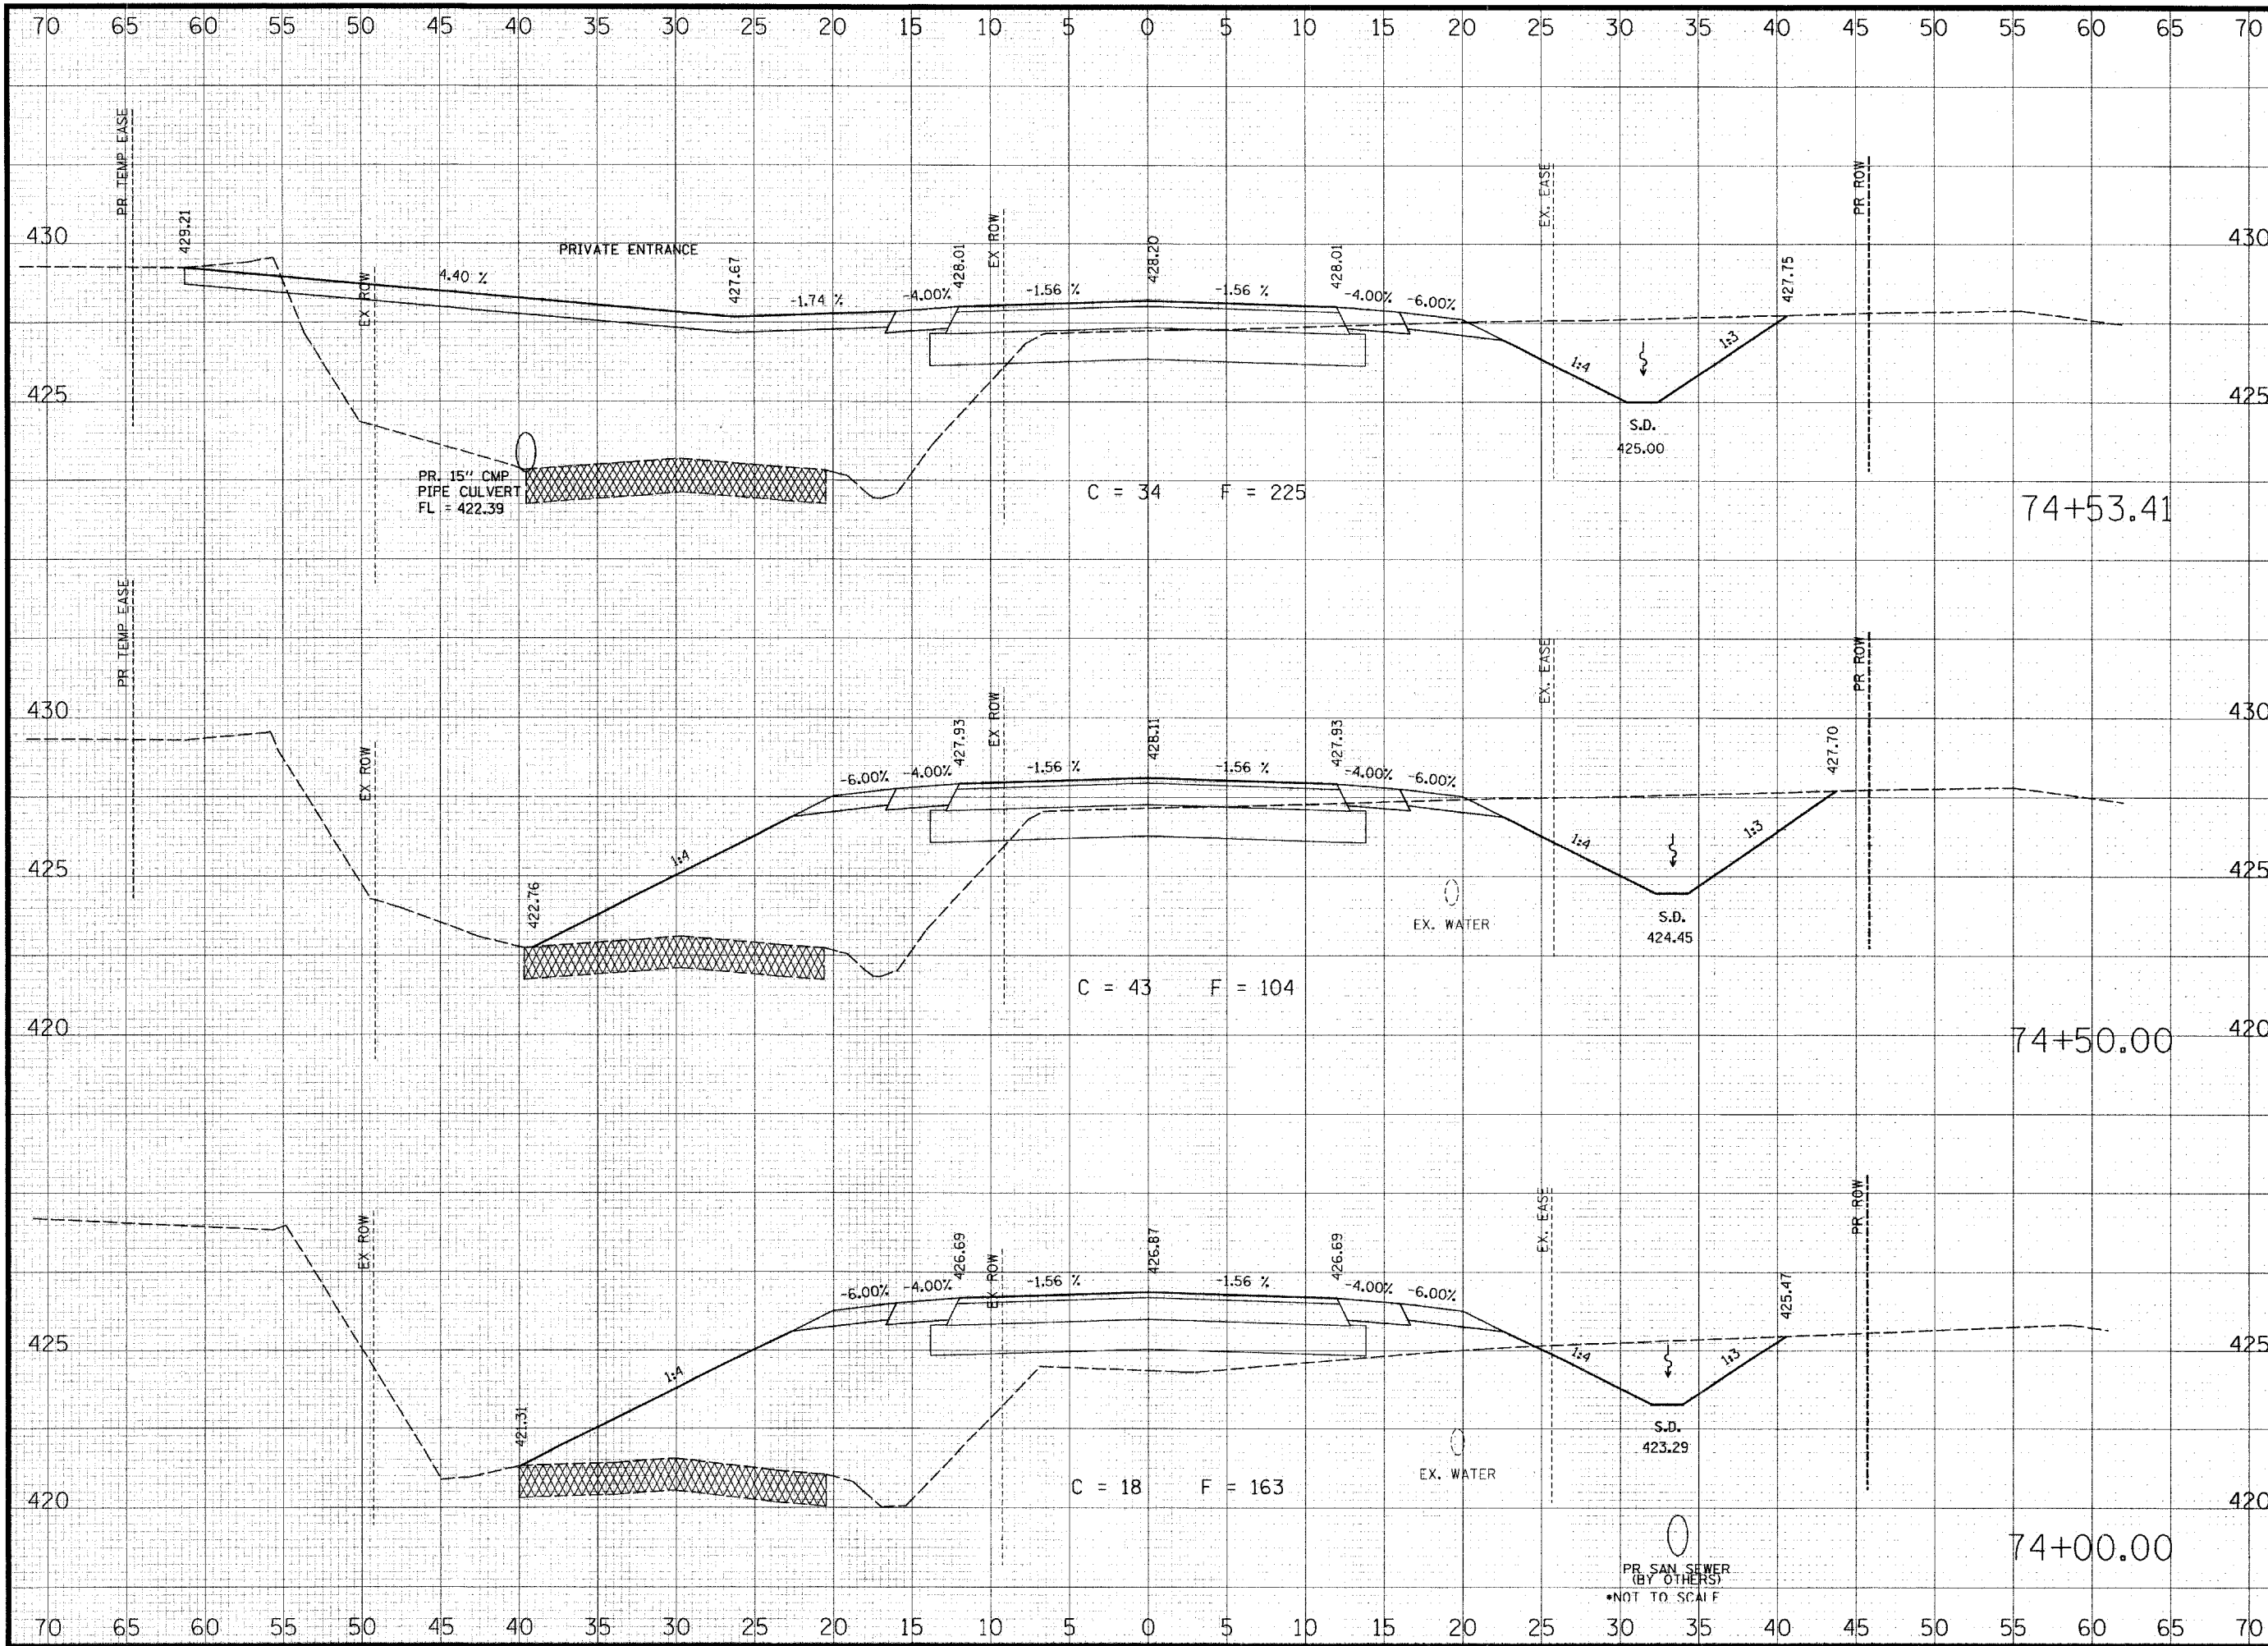 70 65 60 55 50 45 40 35 30 25 20 15 10 5 0 5 10 15 20 25 30 35 40 45 50 55 60 65 70
PR TEMP EASE
429.21
EX ROW
PRIVATE ENTRANCE
4.40 %
427.67
-1.74 %
-4.00%
428.01
EX ROW
-1.56 %
428.20
-1.56 %
428.01
-4.00%
-6.00%
EX. EASE
1:4
1:3
427.75
PR ROW
430
430
425
425
S.D.
425.00
PR. 15" CMP
PIPE CULVERT
FL = 422.39
C = 34 F = 225
74+53.41
PR TEMP EASE
EX ROW
430
430
422.76
1:4
-6.00%
-4.00%
427.93
EX ROW
-1.56 %
428.11
-1.56 %
427.93
-4.00%
-6.00%
EX. EASE
1:4
1:3
427.70
PR ROW
425
425
EX. WATER
S.D.
424.45
C = 43 F = 104
420
420
74+50.00
EX ROW
421.31
1:4
-6.00%
-4.00%
426.69
EX ROW
-1.56 %
426.87
-1.56 %
426.69
-4.00%
-6.00%
EX. EASE
1:4
1:3
425.47
PR ROW
425
425
S.D.
423.29
EX. WATER
C = 18 F = 163
420
420
74+00.00
PR SAN SEWER
(BY OTHERS)
*NOT TO SCALE
70 65 60 55 50 45 40 35 30 25 20 15 10 5 0 5 10 15 20 25 30 35 40 45 50 55 60 65 70